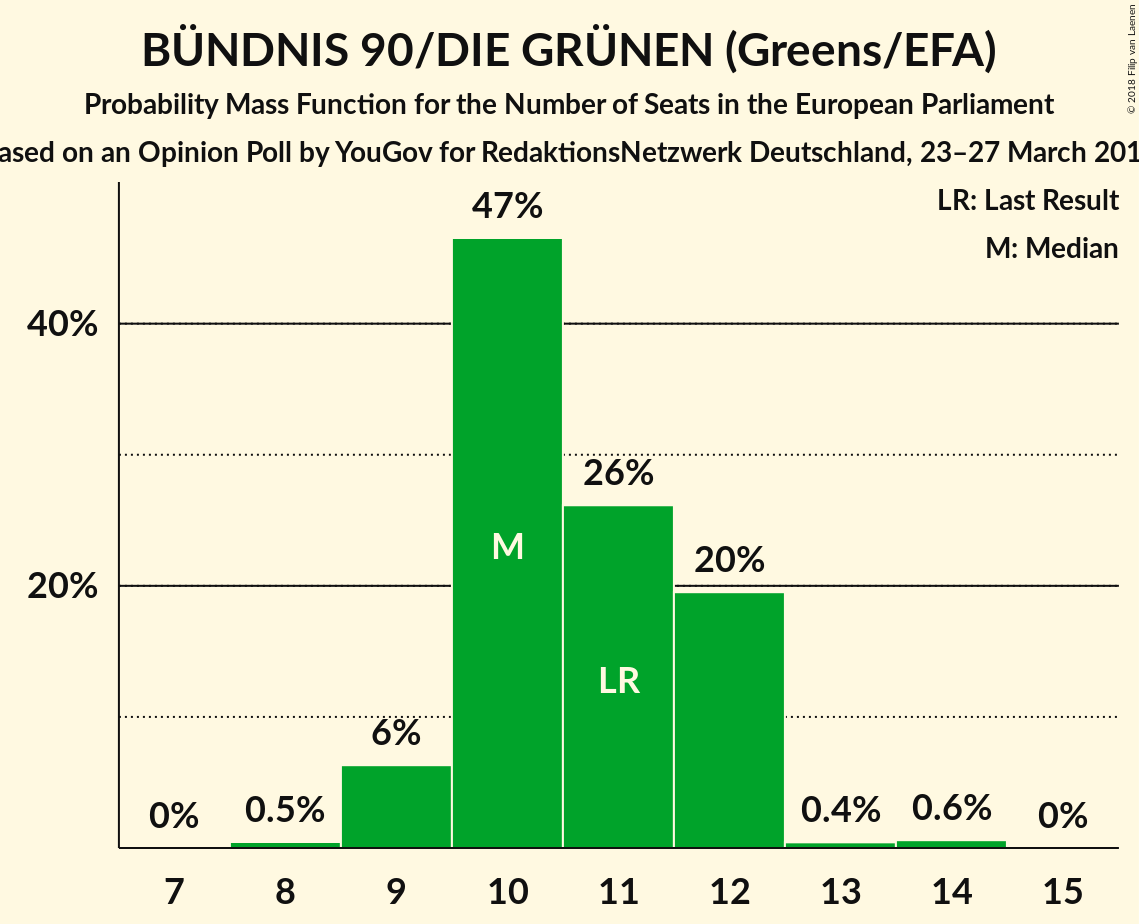 BÜNDNIS 90/DIE GRÜNEN (Greens/EFA)
Probability Mass Function for the Number of Seats in the European Parliament
ased on an Opinion Poll by YouGov for RedaktionsNetzwerk Deutschland, 23–27 March 201
© 2018 Filip van Laenen
LR: Last Result
M: Median
47%
40%
26%
M
20%
20%
LR
6%
0%
0.5%
0.4%
0.6%
0%
7 8 9 10 11 12 13 14 15